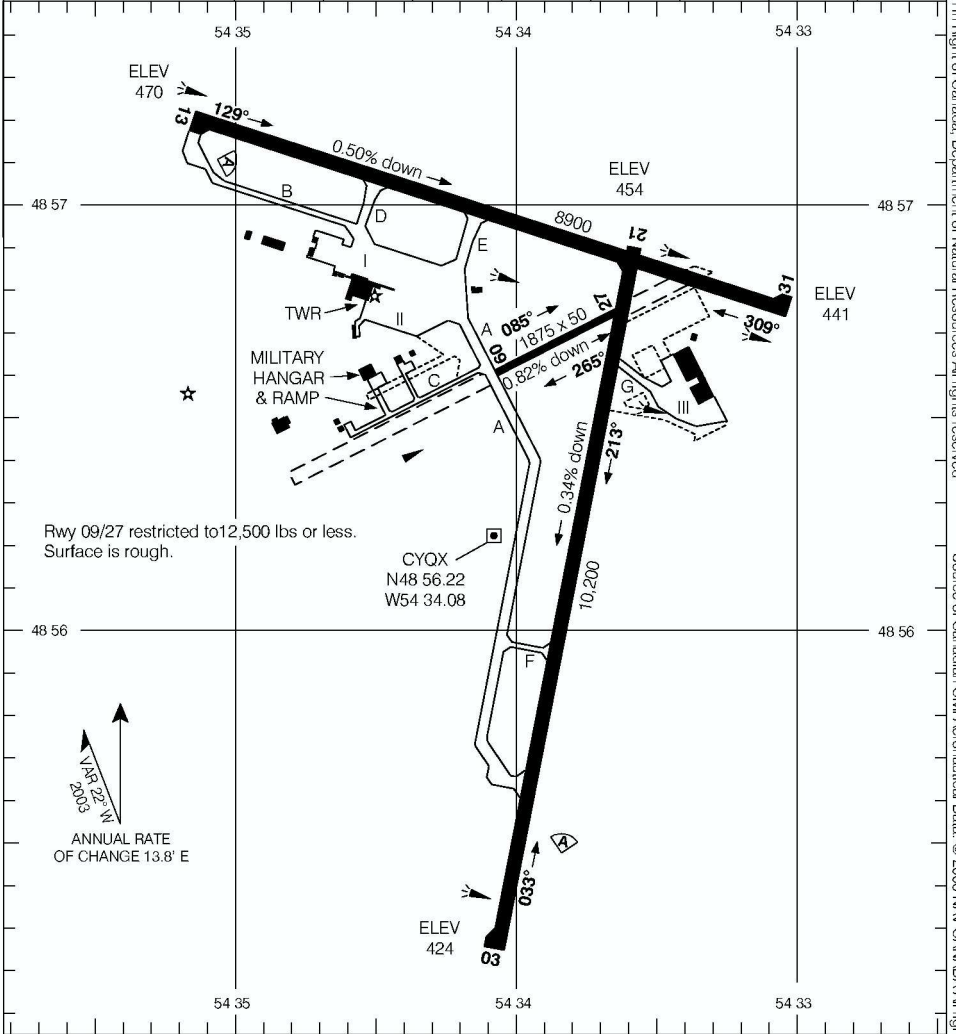 54 35
54 34
54 33
ELEV
470
13
129°
0.50% down
ELEV
454
48 57
48 57
A
B
D
E
8900
21
31
ELEV
441
309°
I
TWR
II
A
085°
1875 x 50
0.82% down
265°
09
27
MILITARY
HANGAR
& RAMP
C
G
III
A
213°
0.34% down
Rwy 09/27 restricted to12,500 lbs or less.
Surface is rough.
CYQX
N48 56.22
W54 34.08
10,200
48 56
48 56
F
VAR 22° W
2003
ANNUAL RATE
OF CHANGE 13.8' E
A
033°
ELEV
424
03
54 35
54 34
54 33